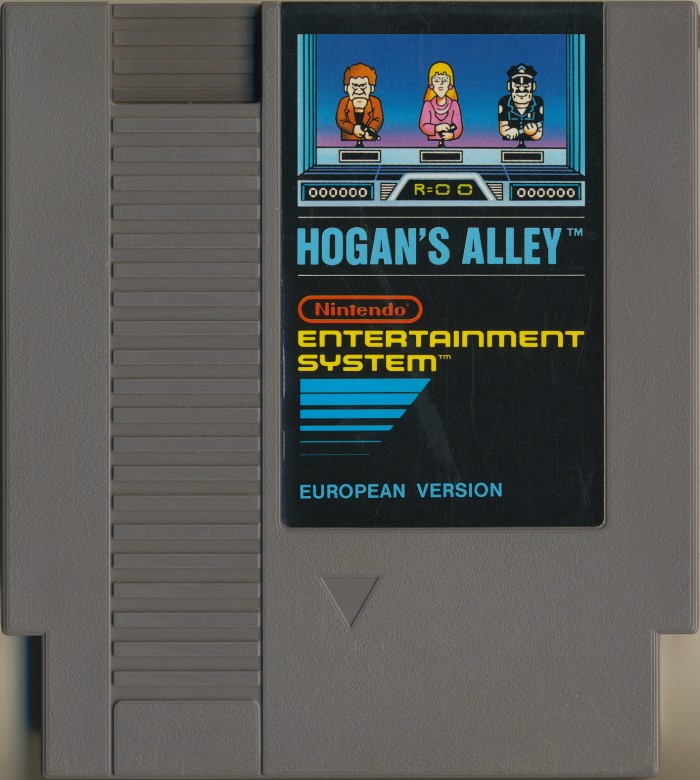 000000 R=00 000000
HOGAN'S ALLEY™
Nintendo®
ENTERTAINMENT
SYSTEM™
EUROPEAN VERSION